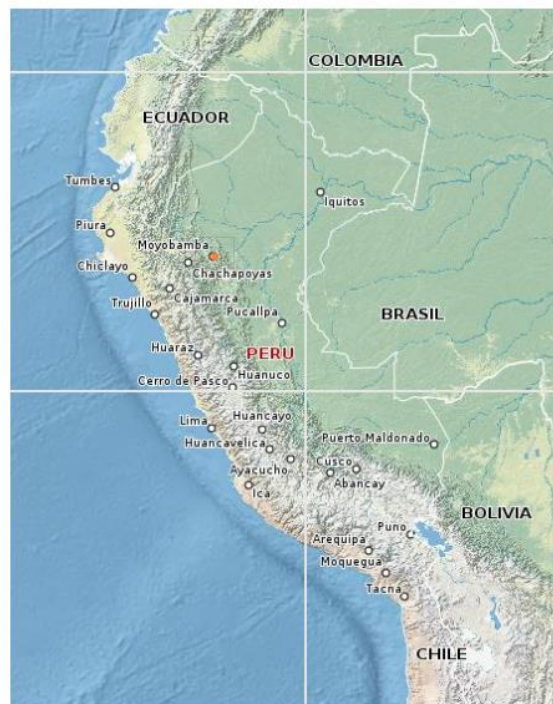 COLOMBIA
ECUADOR
Tumbes
Iquitos
Piura
Moyobamba
Chachapoyas
Chiclayo
Cajamarca
Trujillo
Pucallpa
BRASIL
Huaraz
PERU
Huanuco
Cerro de Pasco
Lima
Huancayo
Puerto Maldonado
Huancavelica
Cusco
Ayacucho
Abancay
Ica
BOLIVIA
Puno
Arequipa
Moquegua
Tacna
CHILE